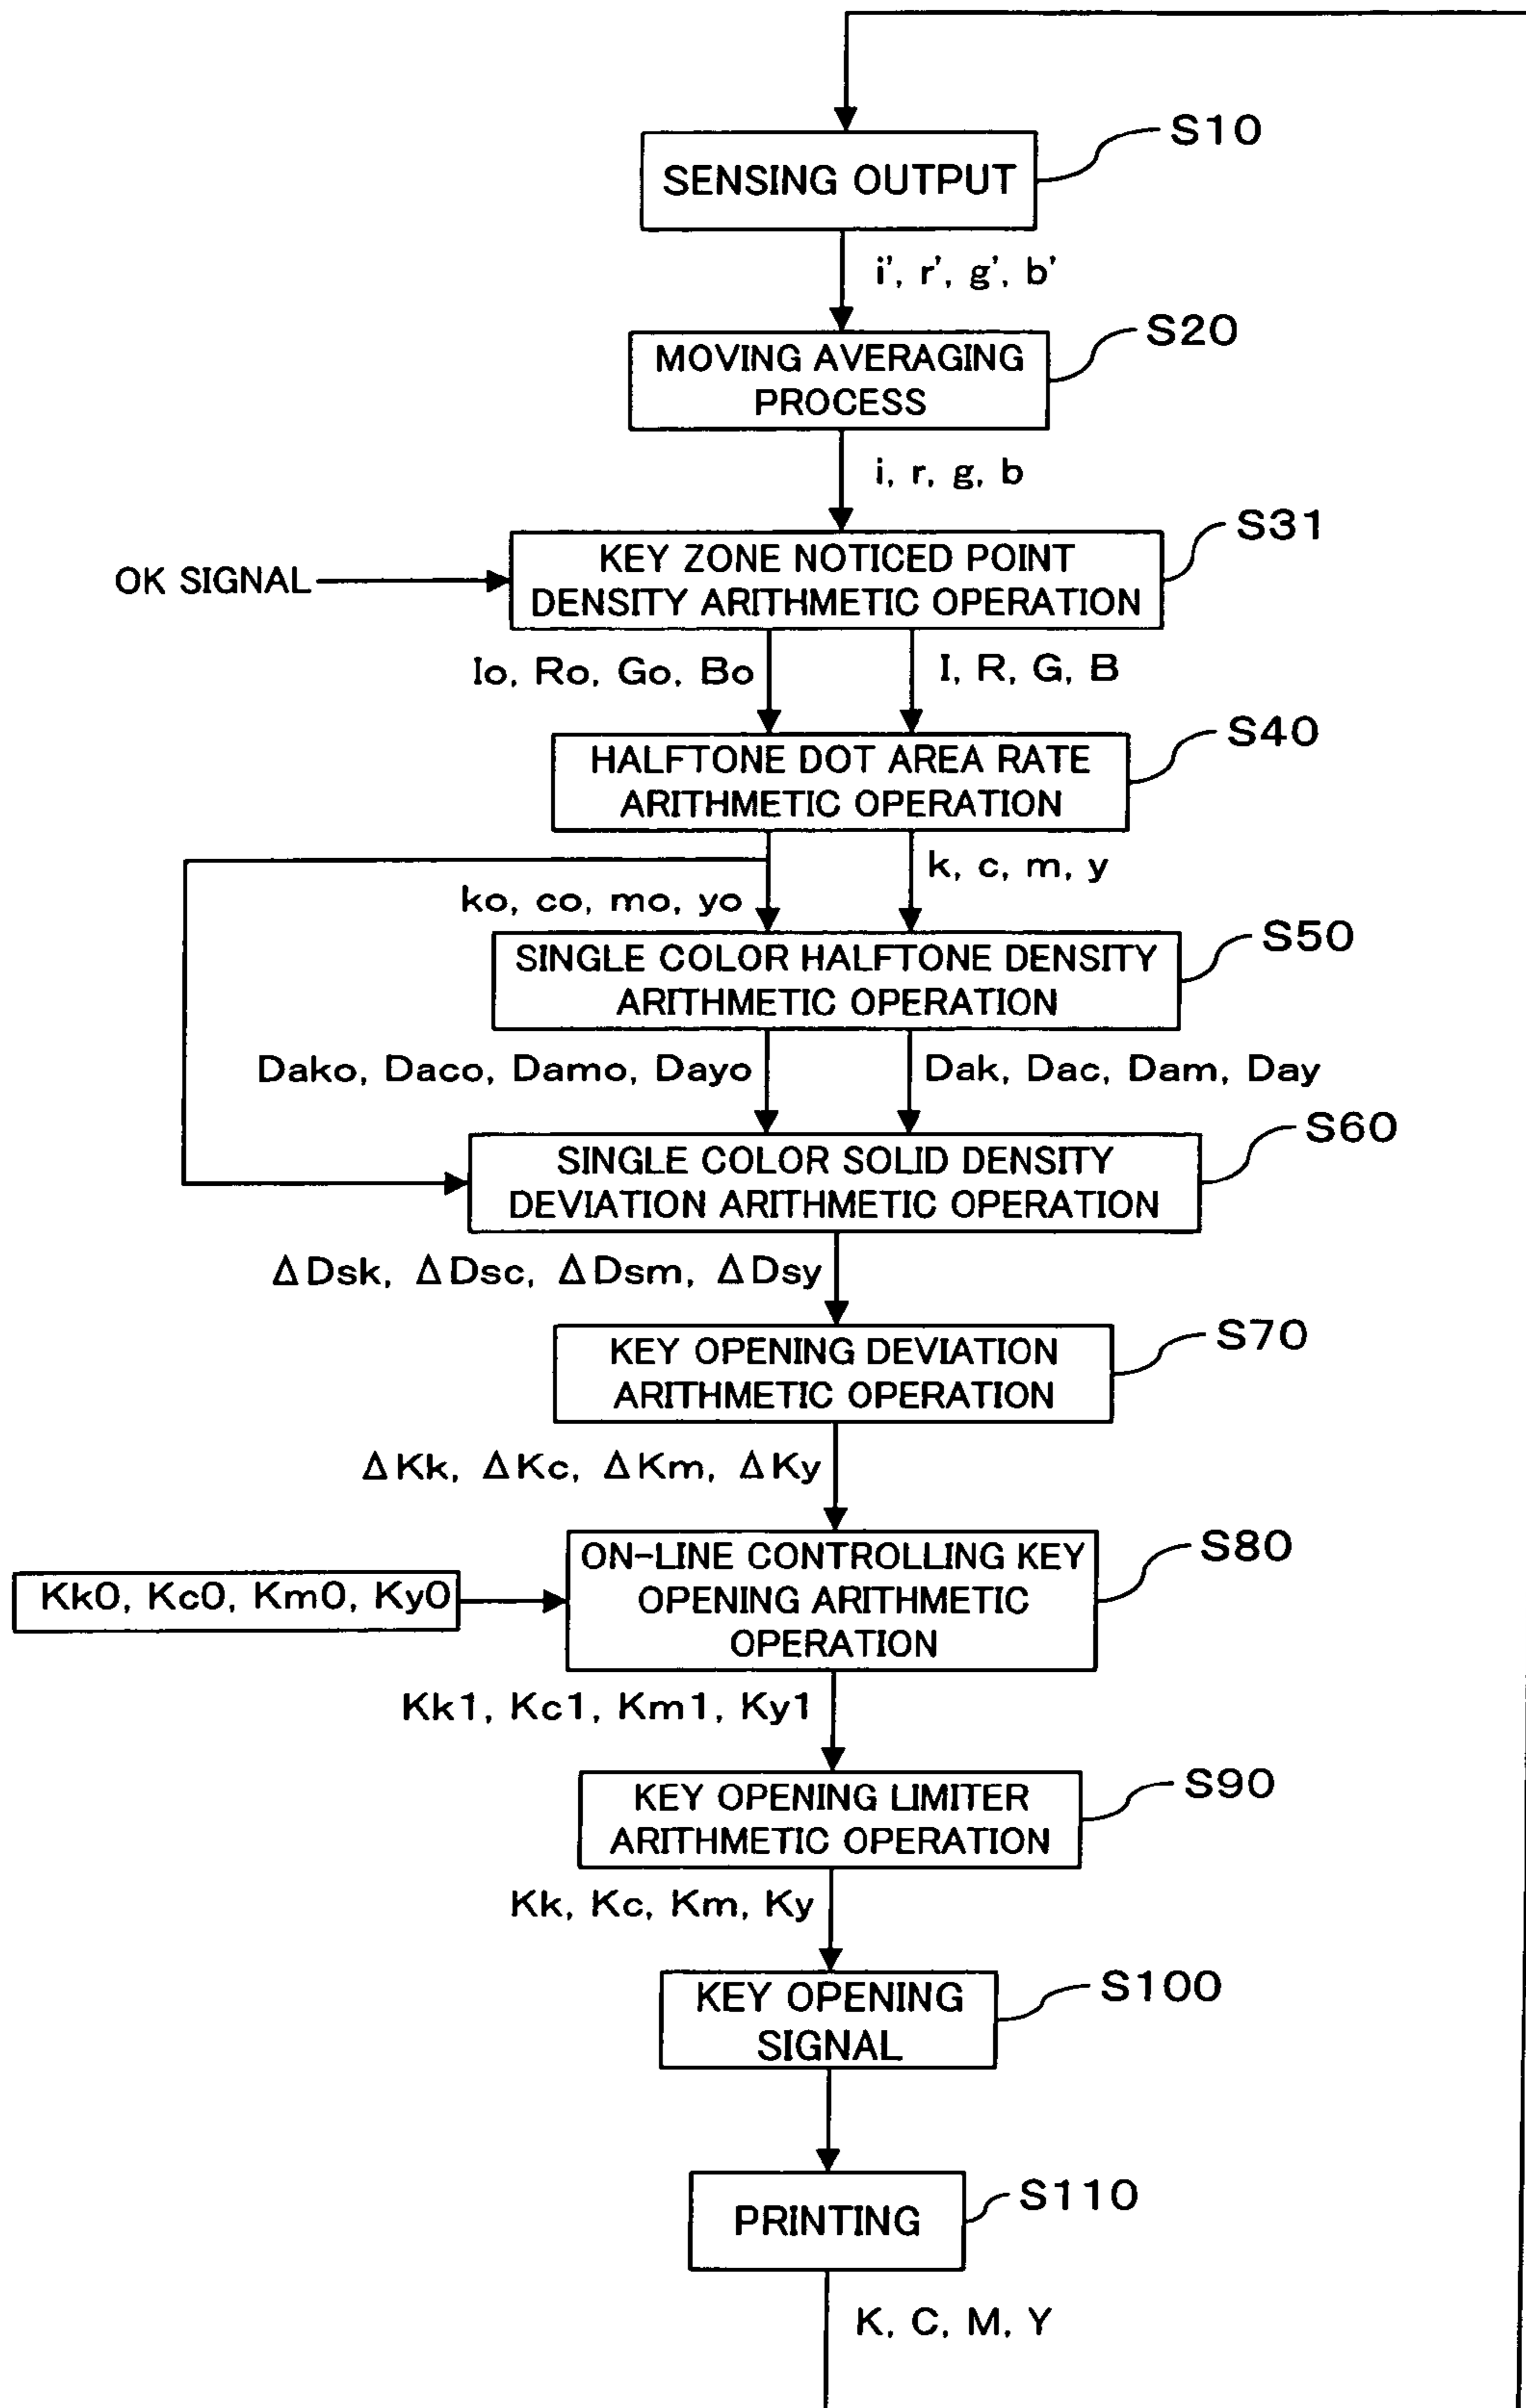 S10
SENSING OUTPUT
i', r', g', b'
S20
MOVING AVERAGING
PROCESS
i, r, g, b
S31
KEY ZONE NOTICED POINT
DENSITY ARITHMETIC OPERATION
OK SIGNAL
Io, Ro, Go, Bo
I, R, G, B
S40
HALFTONE DOT AREA RATE
ARITHMETIC OPERATION
k, c, m, y
ko, co, mo, yo
S50
SINGLE COLOR HALFTONE DENSITY
ARITHMETIC OPERATION
Dako, Daco, Damo, Dayo
Dak, Dac, Dam, Day
S60
SINGLE COLOR SOLID DENSITY
DEVIATION ARITHMETIC OPERATION
ΔDsk, ΔDsc, ΔDsm, ΔDsy
S70
KEY OPENING DEVIATION
ARITHMETIC OPERATION
ΔKk, ΔKc, ΔKm, ΔKy
S80
ON-LINE CONTROLLING KEY
OPENING ARITHMETIC
OPERATION
Kk0, Kc0, Km0, Ky0
Kk1, Kc1, Km1, Ky1
S90
KEY OPENING LIMITER
ARITHMETIC OPERATION
Kk, Kc, Km, Ky
S100
KEY OPENING
SIGNAL
S110
PRINTING
K, C, M, Y